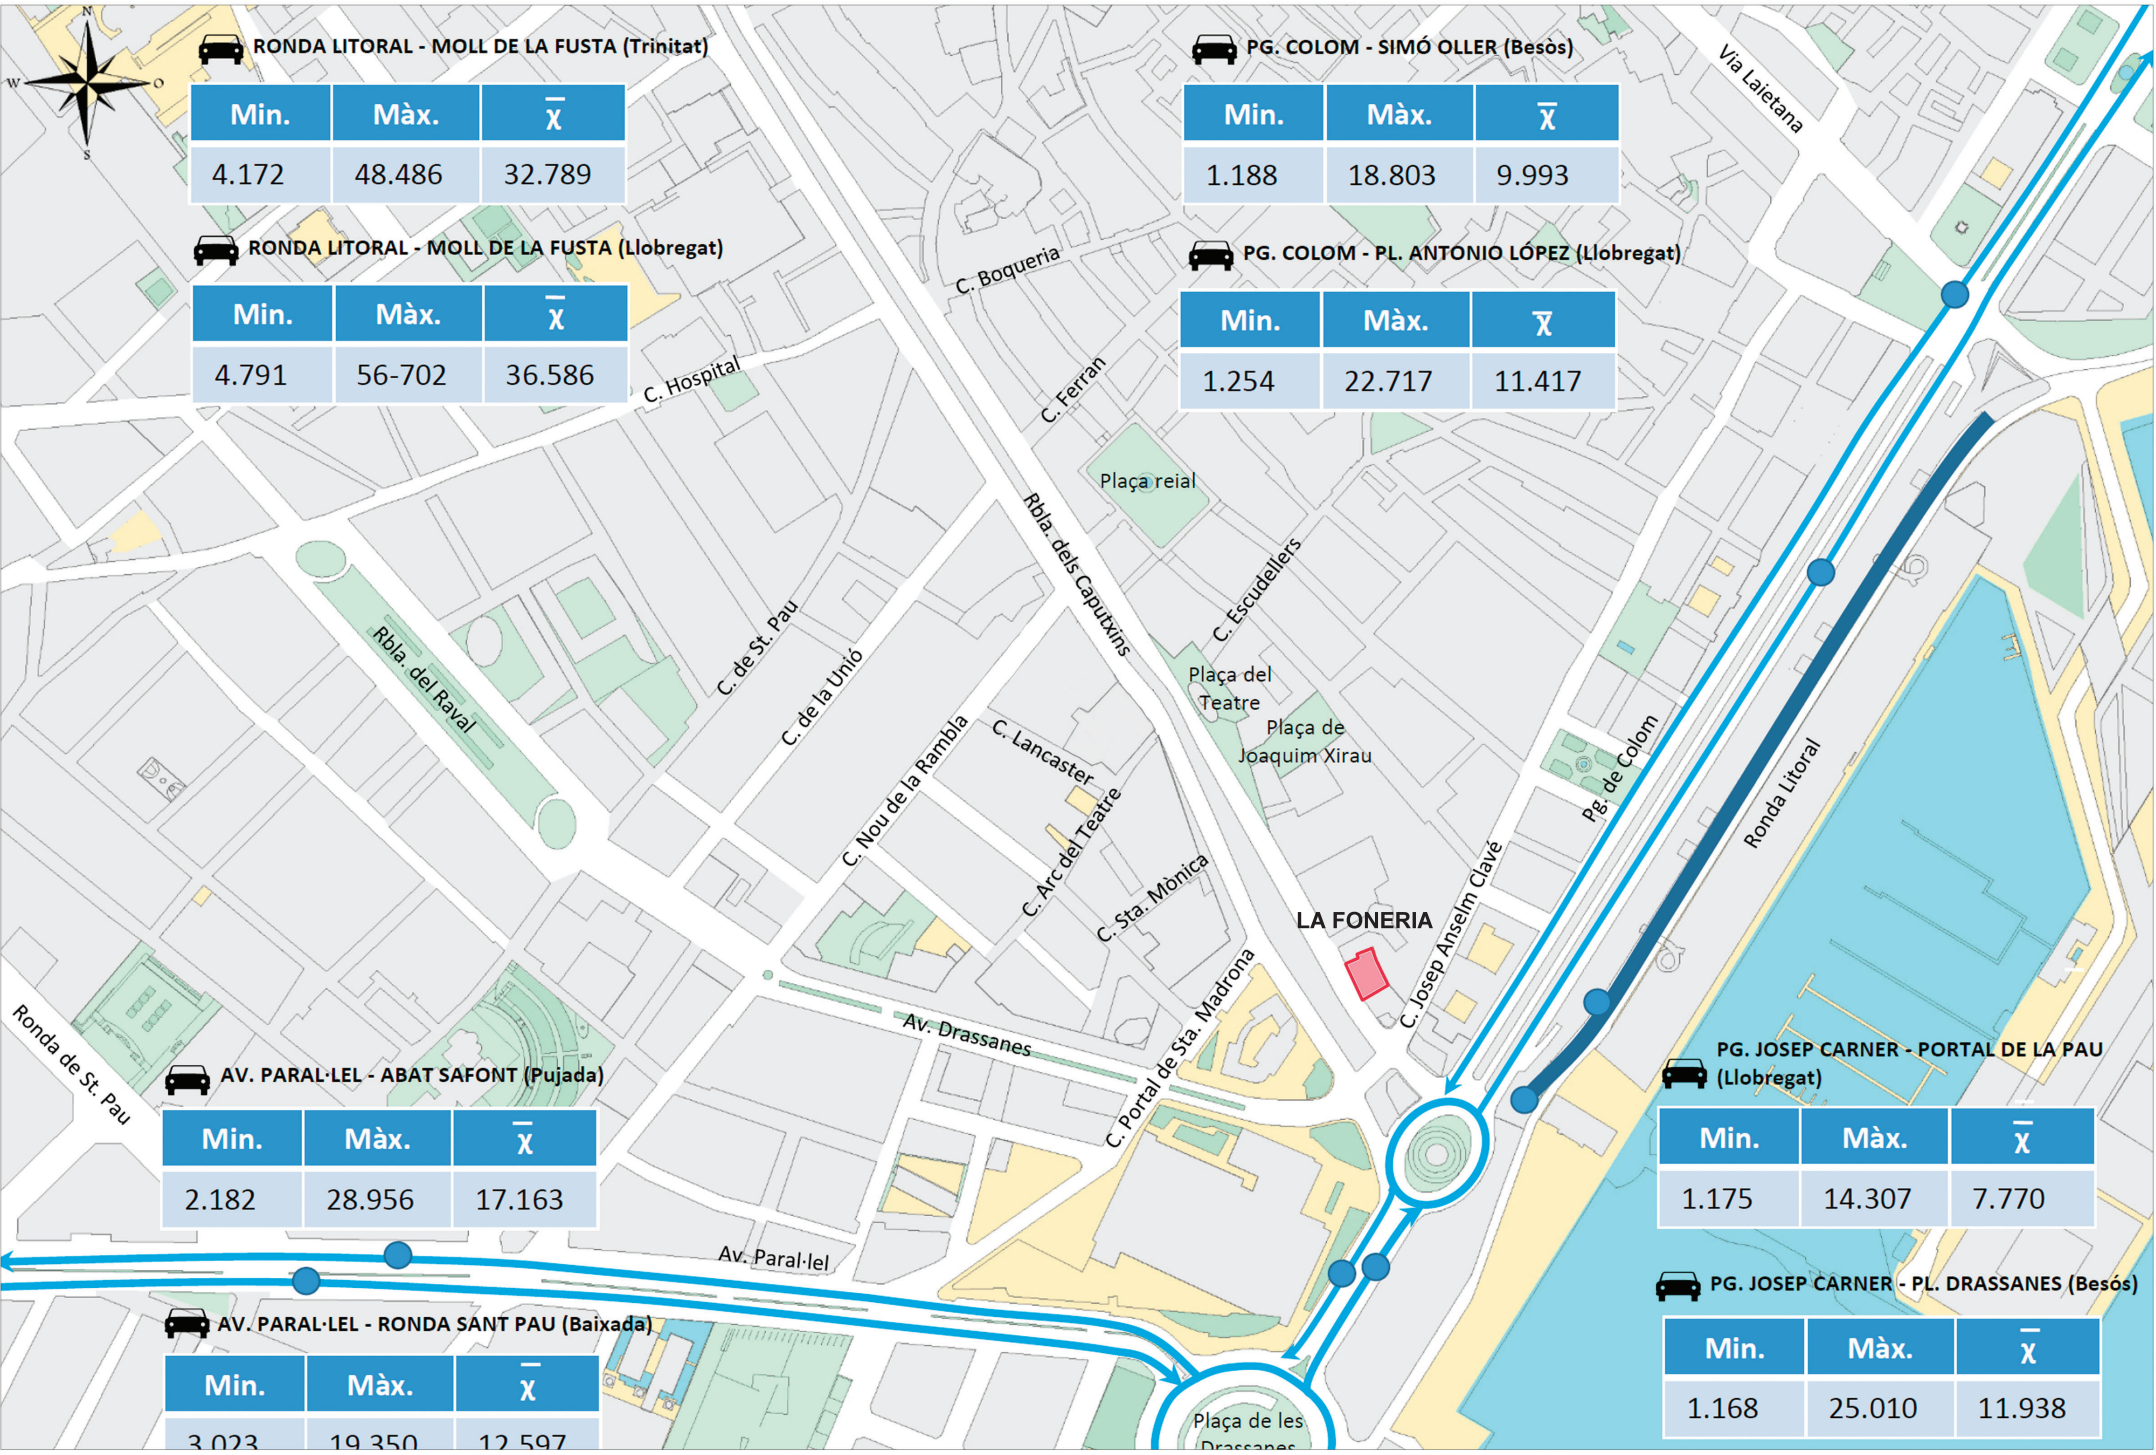 N
W
O
S
RONDA LITORAL - MOLL DE LA FUSTA (Trinitat)
Min. Màx. χ̅
4.172 48.486 32.789
RONDA LITORAL - MOLL DE LA FUSTA (Llobregat)
Min. Màx. χ̅
4.791 56-702 36.586
PG. COLOM - SIMÓ OLLER (Besòs)
Min. Màx. χ̅
1.188 18.803 9.993
PG. COLOM - PL. ANTONIO LÓPEZ (Llobregat)
Min. Màx. χ̅
1.254 22.717 11.417
Via Laietana
C. Boqueria
C. Ferran
C. Hospital
Plaça reial
Rbla. dels Caputxins
C. Escudellers
Rbla. del Raval
C. de St. Pau
C. de la Unió
C. Nou de la Rambla
C. Lancaster
C. Arc del Teatre
C. Sta. Mònica
Plaça del
Teatre
Plaça de
Joaquim Xirau
Pg. de Colom
Ronda Litoral
LA FONERIA
C. Josep Anselm Clavé
C. Portal de Sta. Madrona
Av. Drassanes
Ronda de St. Pau
AV. PARAL·LEL - ABAT SAFONT (Pujada)
Min. Màx. χ̅
2.182 28.956 17.163
Av. Paral·lel
AV. PARAL·LEL - RONDA SANT PAU (Baixada)
Min. Màx. χ̅
3.023 19.350 12.597
PG. JOSEP CARNER - PORTAL DE LA PAU
(Llobregat)
Min. Màx. χ̅
1.175 14.307 7.770
PG. JOSEP CARNER - PL. DRASSANES (Besós)
Min. Màx. χ̅
1.168 25.010 11.938
Plaça de les
Drassanes